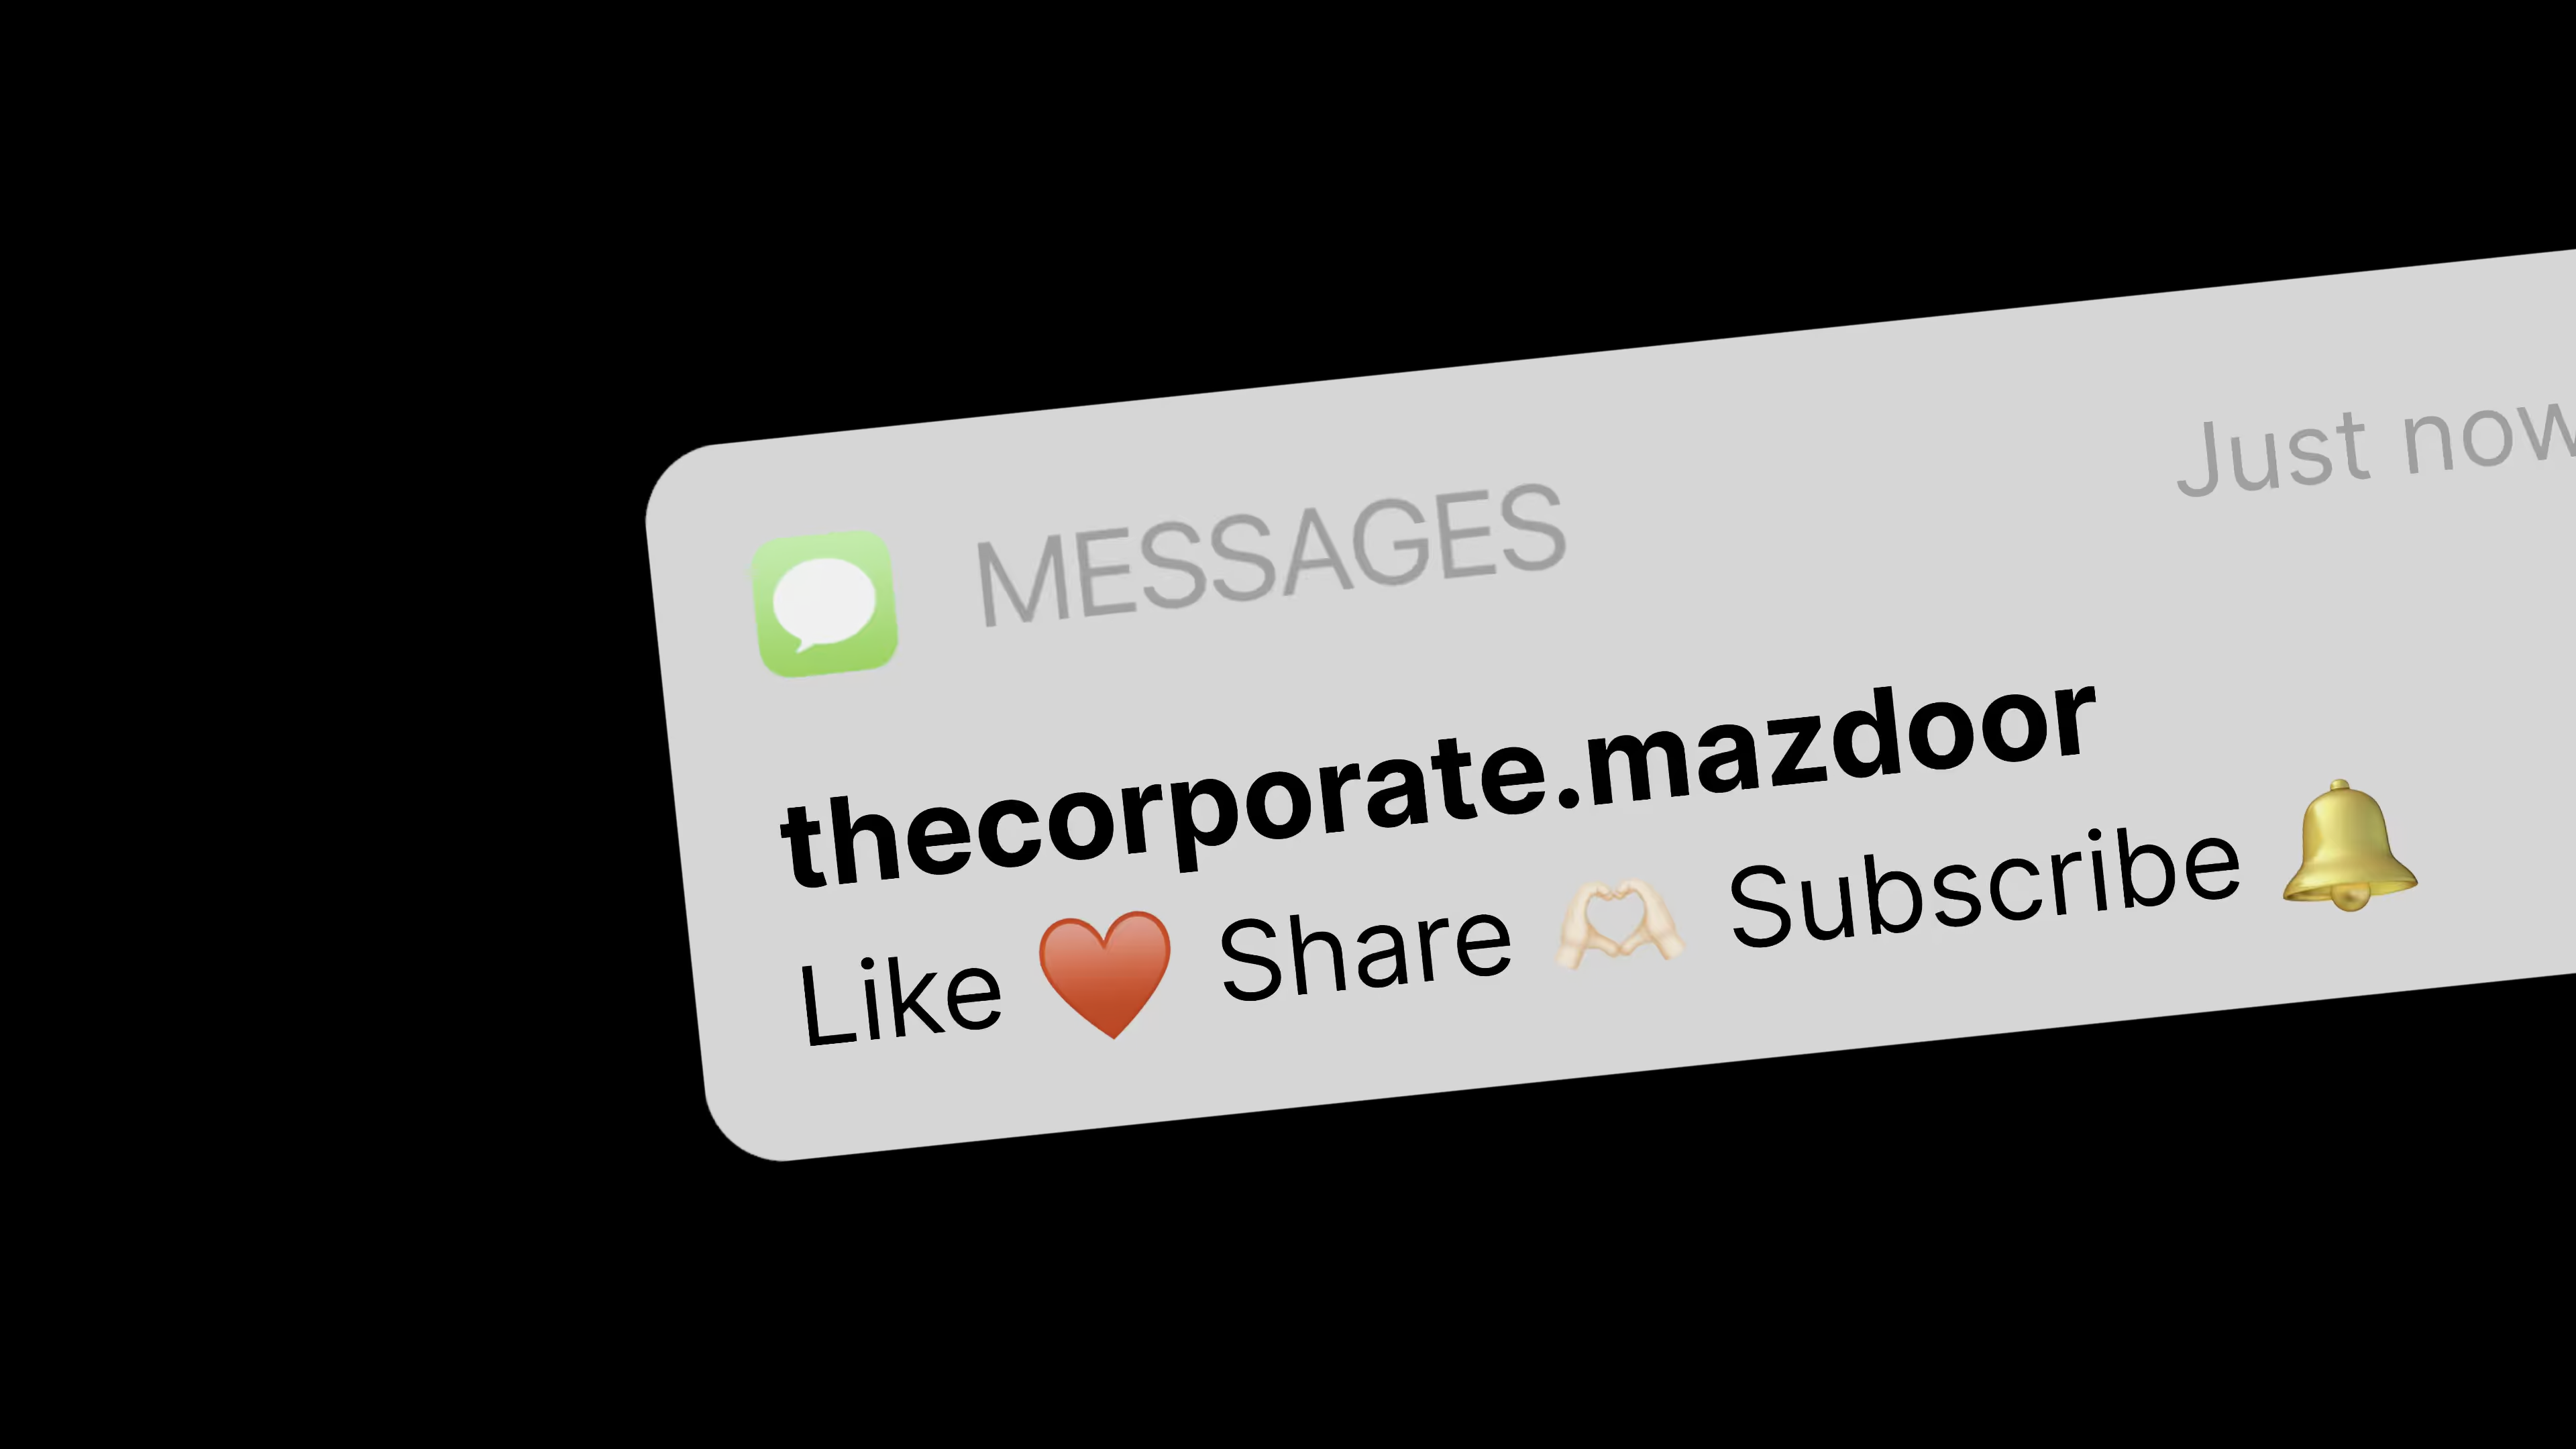 MESSAGES Just now
thecorporate.mazdoor
Like ♥️ Share 🫶🏻 Subscribe 🔔